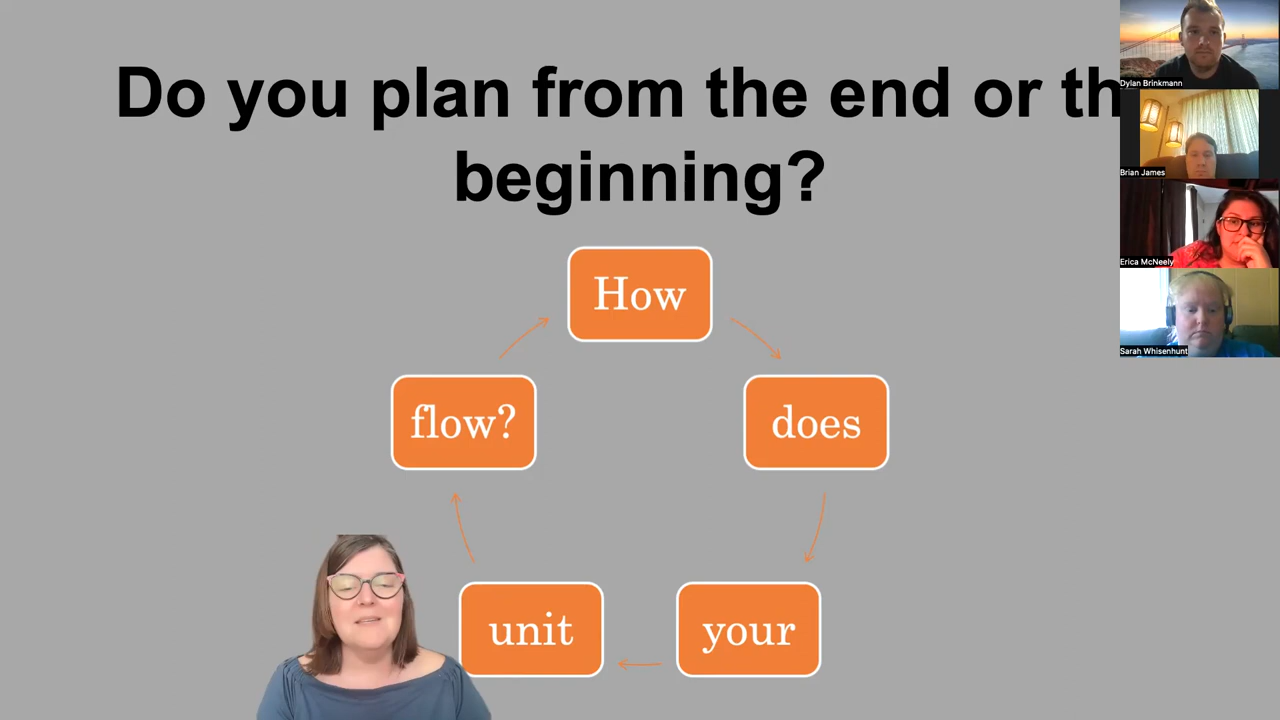 Do you plan from the end or th
beginning?
How
does
your
unit
flow?
Dylan Brinkmann
Brian James
Erica McNeely
Sarah Whisenhunt